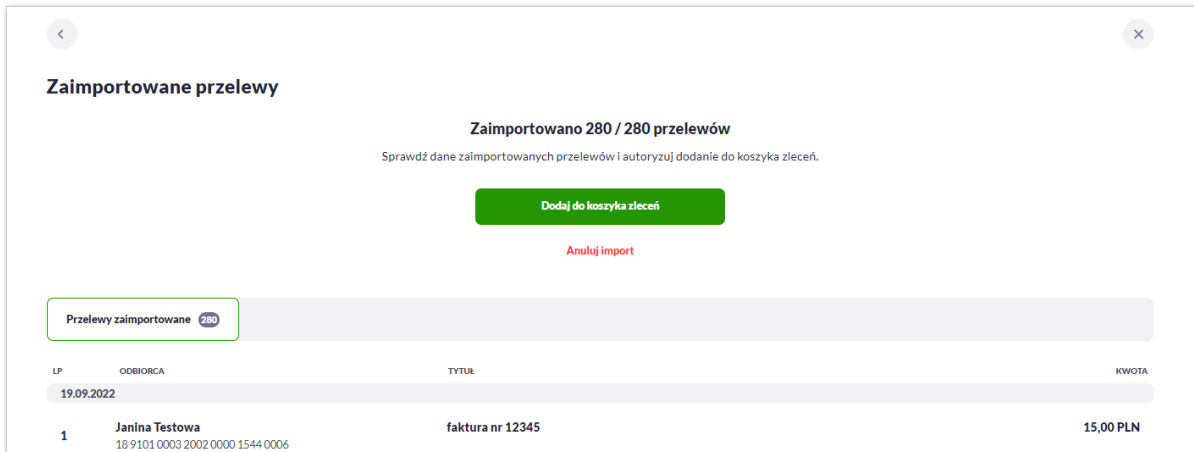 Zaimportowane przelewy
Zaimportowano 280 / 280 przelewów
Sprawdź dane zaimportowanych przelewów i autoryzuj dodanie do koszyka zleceń.
Dodaj do koszyka zleceń
Anuluj import
Przelewy zaimportowane 280
LP ODBIORCA TYTUŁ KWOTA
19.09.2022
1 Janina Testowa faktura nr 12345 15,00 PLN
18 9101 0003 2002 0000 1544 0006